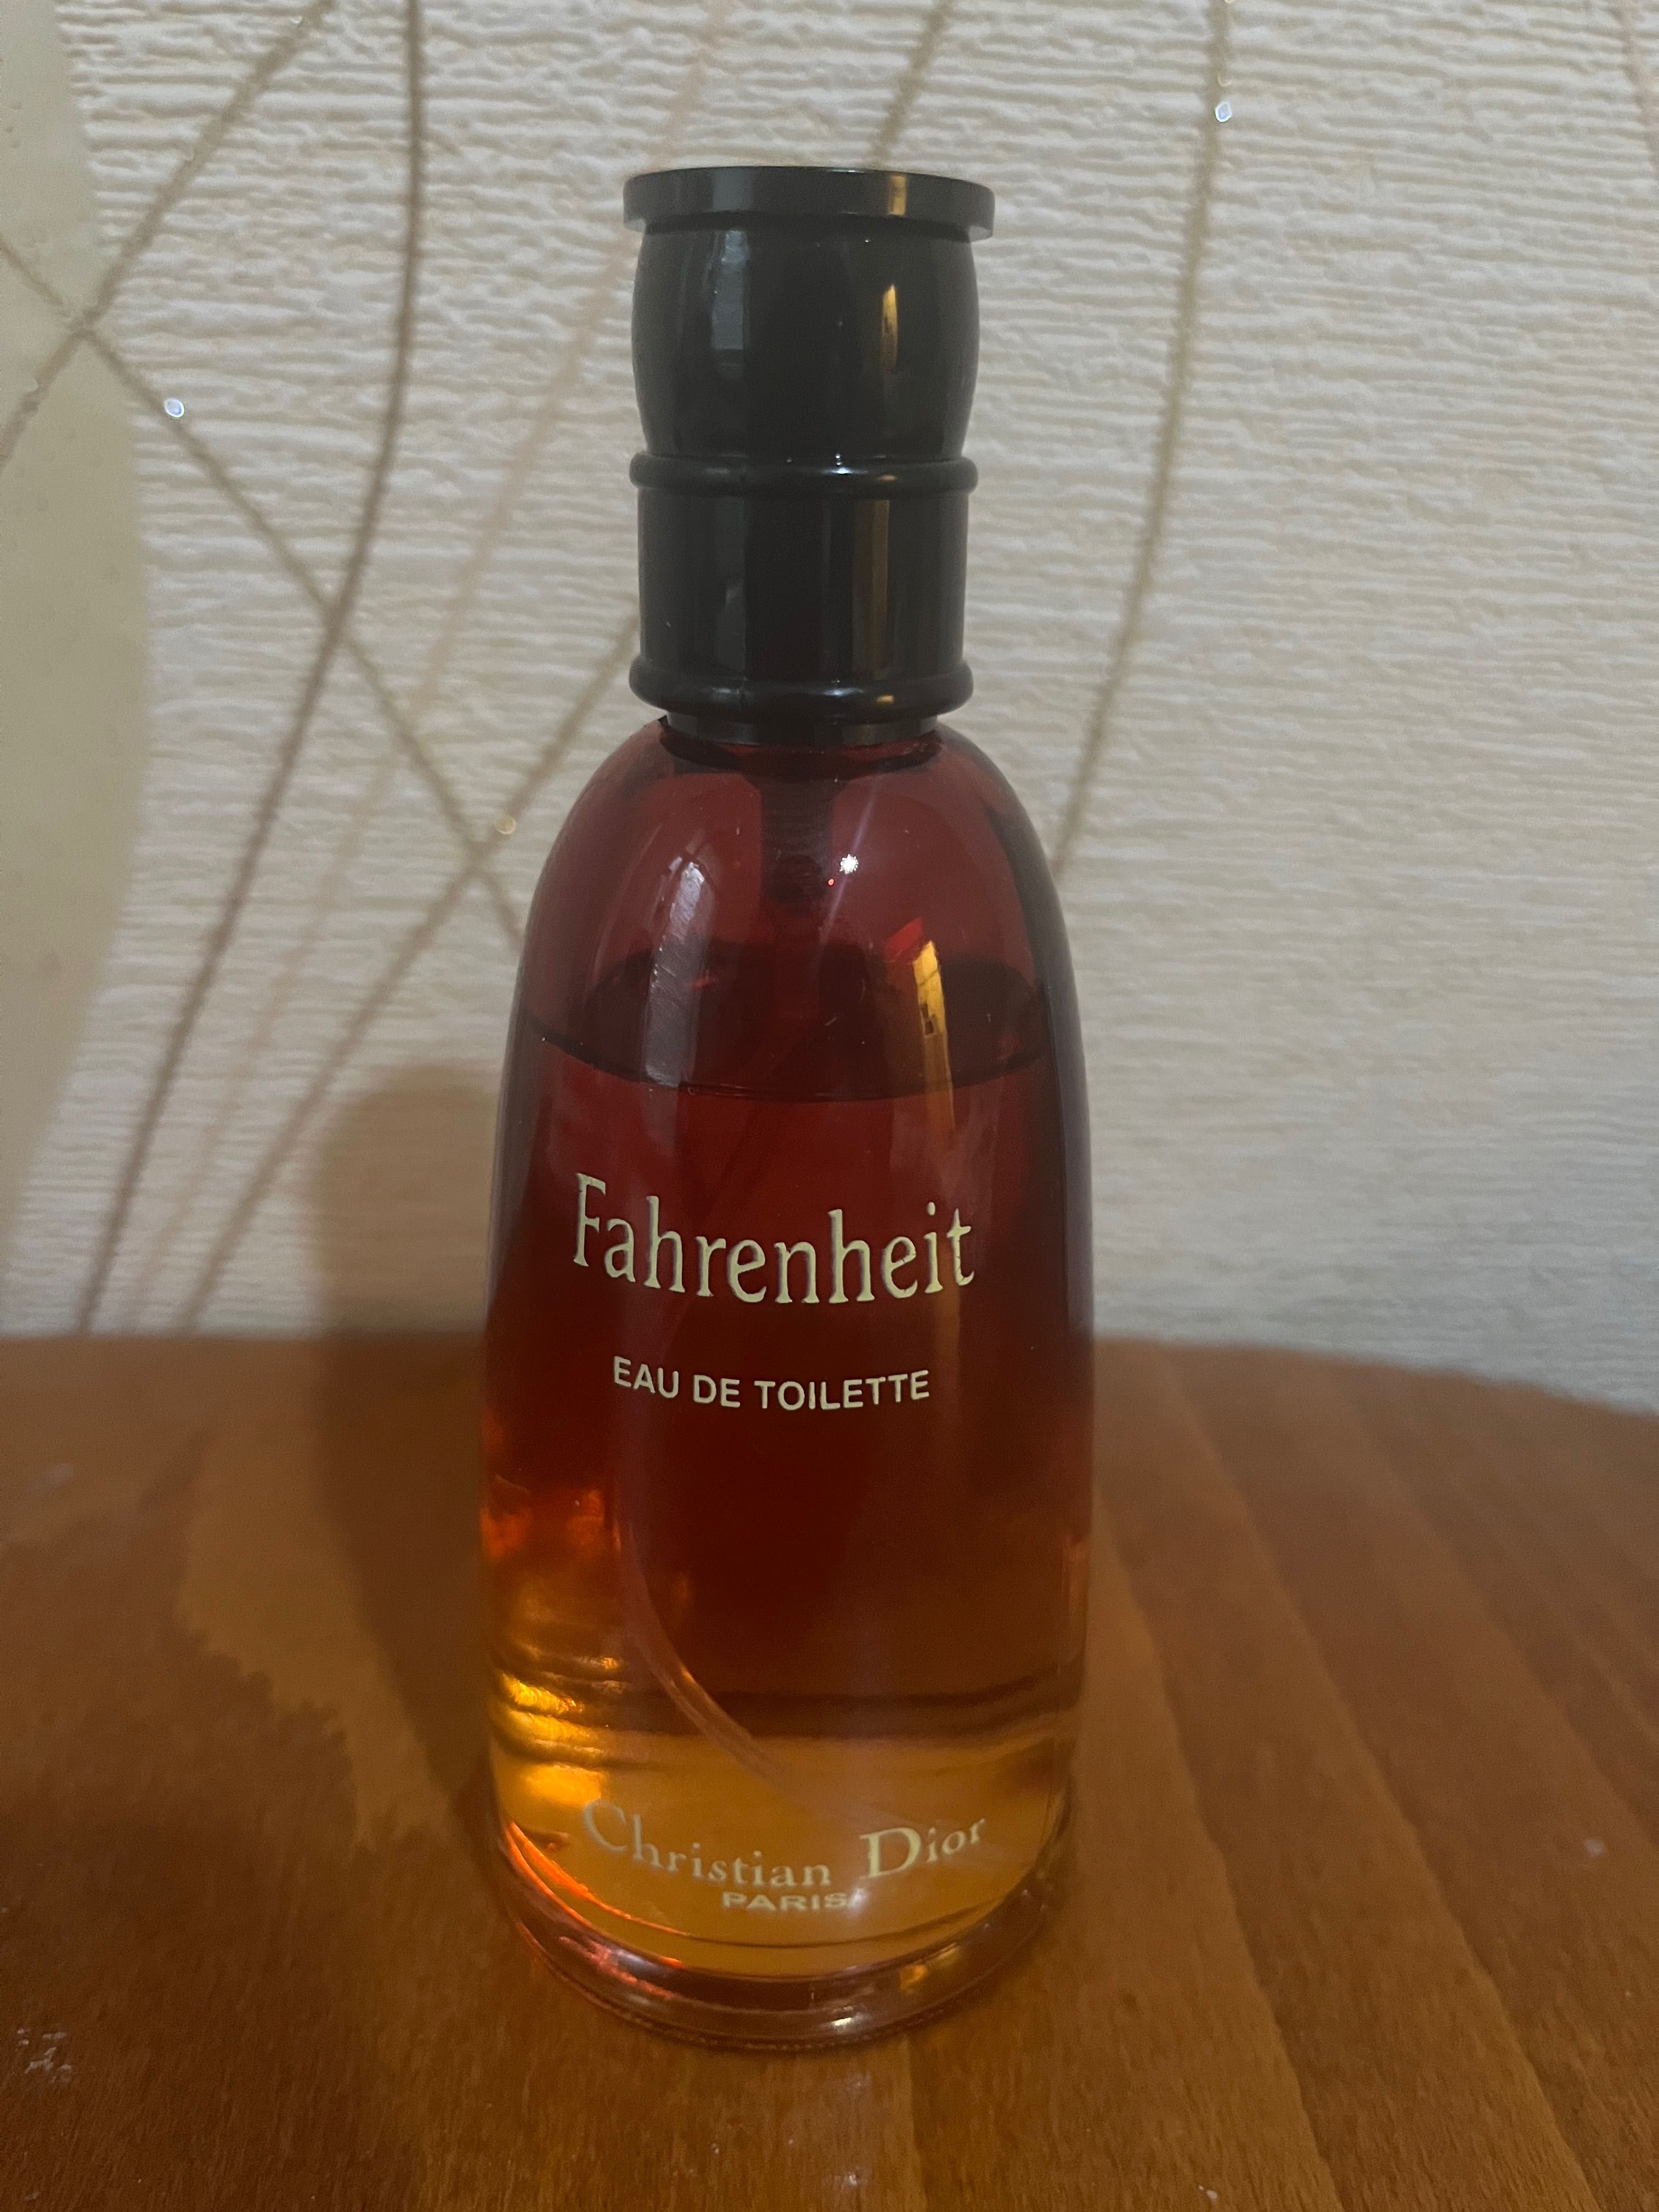 Fahrenheit
EAU DE TOILETTE
Christian Dior
PARIS